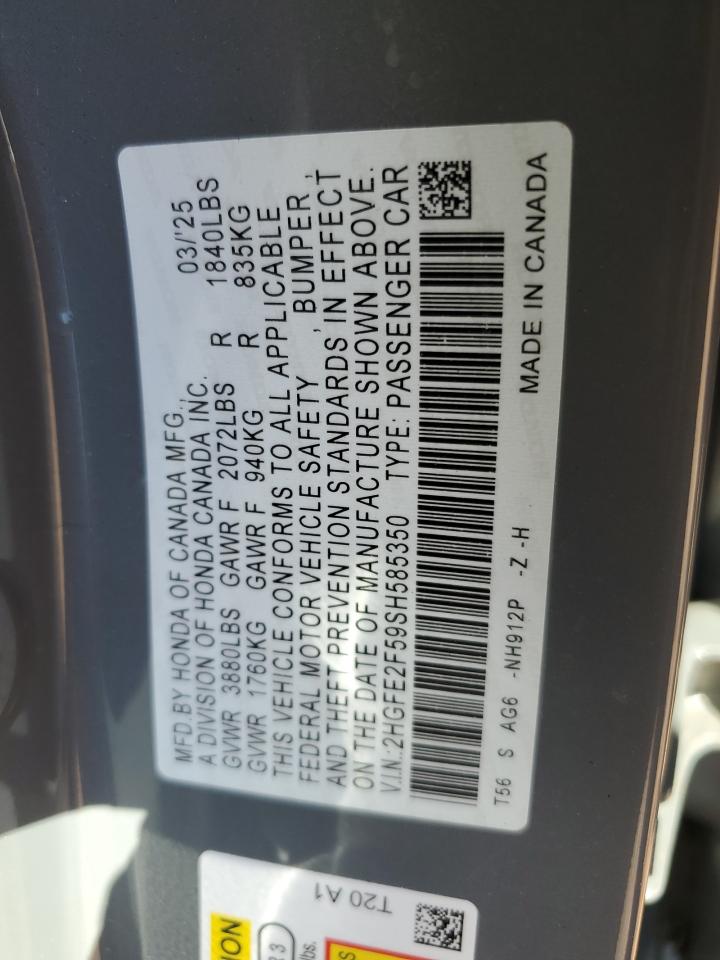 MFD.BY HONDA OF CANADA MFG., 03/'25
A DIVISION OF HONDA CANADA INC.
GVWR 3880LBS GAWR F 2072LBS R 1840LBS
GVWR 1760KG GAWR F 940KG R 835KG
THIS VEHICLE CONFORMS TO ALL APPLICABLE
FEDERAL MOTOR VEHICLE SAFETY , BUMPER ,
AND THEFT PREVENTION STANDARDS IN EFFECT
ON THE DATE OF MANUFACTURE SHOWN ABOVE.
V.I.N.:2HGFE2F59SH585350 TYPE: PASSENGER CAR
T56 S AG6 -NH912P -Z -H MADE IN CANADA
T20 A1
lbs.